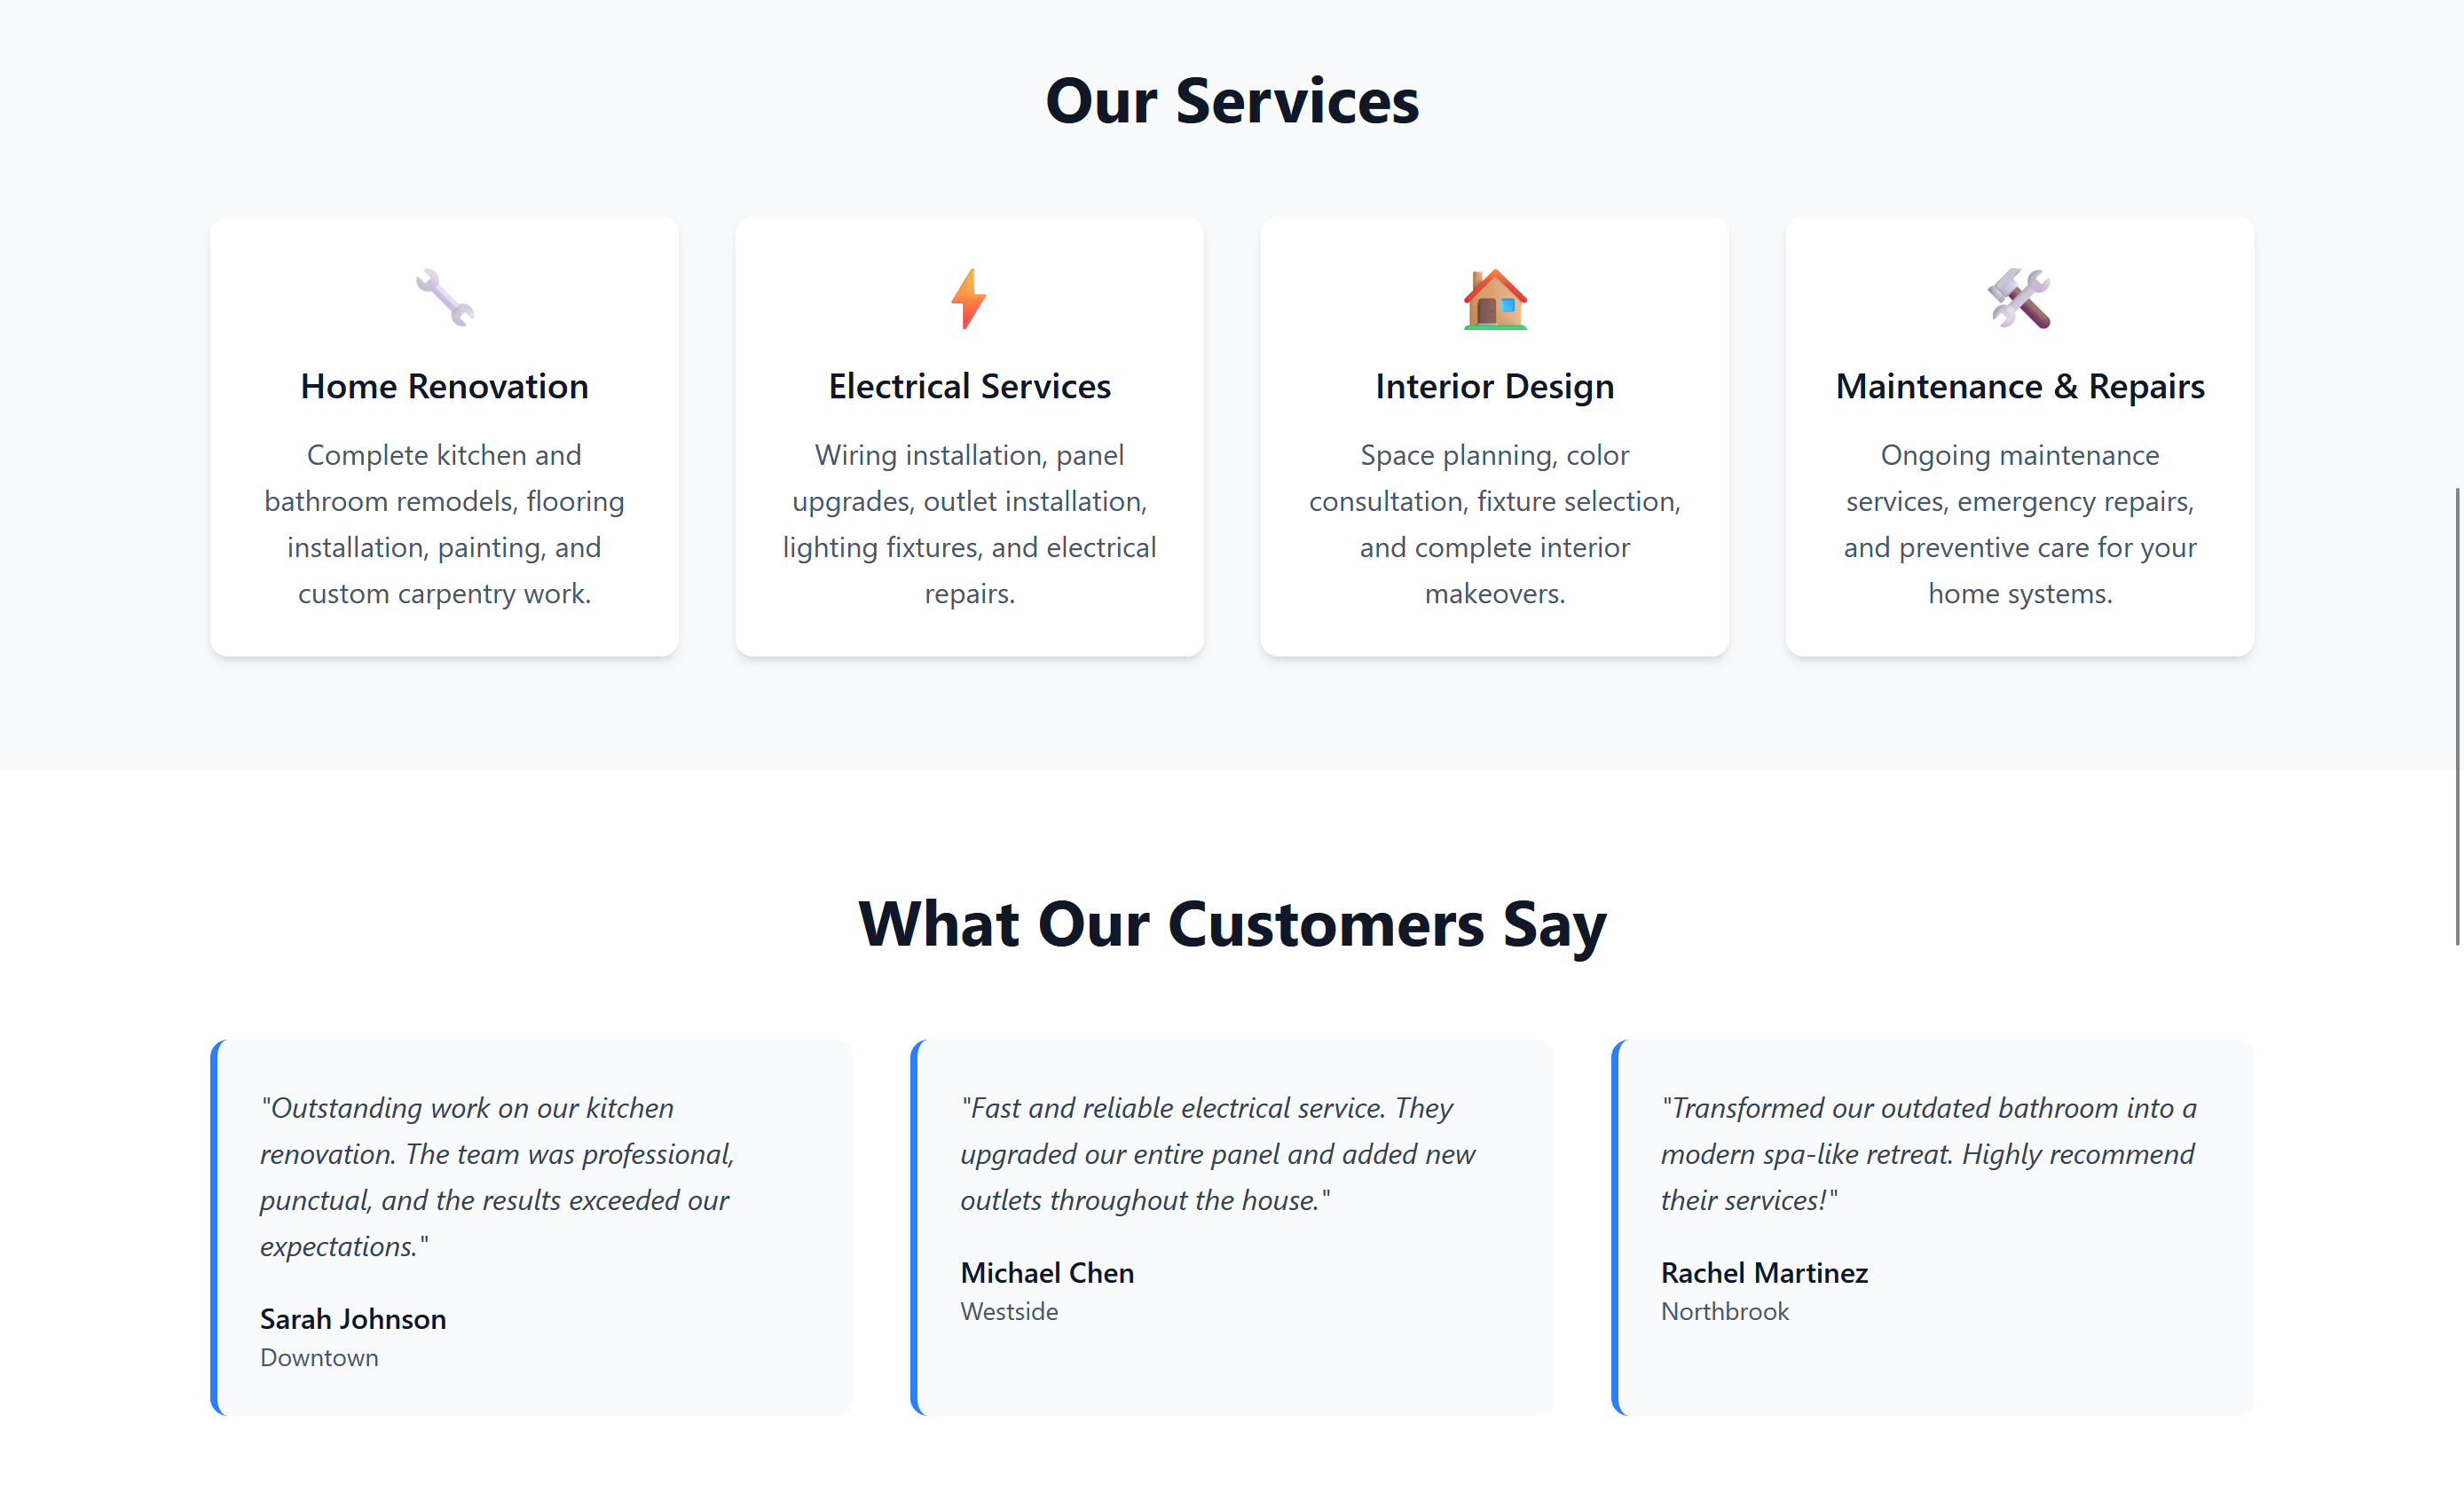 Our Services
Home Renovation
Complete kitchen and
bathroom remodels, flooring
installation, painting, and
custom carpentry work.
Electrical Services
Wiring installation, panel
upgrades, outlet installation,
lighting fixtures, and electrical
repairs.
Interior Design
Space planning, color
consultation, fixture selection,
and complete interior
makeovers.
Maintenance & Repairs
Ongoing maintenance
services, emergency repairs,
and preventive care for your
home systems.
What Our Customers Say
"Outstanding work on our kitchen
renovation. The team was professional,
punctual, and the results exceeded our
expectations."
Sarah Johnson
Downtown
"Fast and reliable electrical service. They
upgraded our entire panel and added new
outlets throughout the house."
Michael Chen
Westside
"Transformed our outdated bathroom into a
modern spa-like retreat. Highly recommend
their services!"
Rachel Martinez
Northbrook